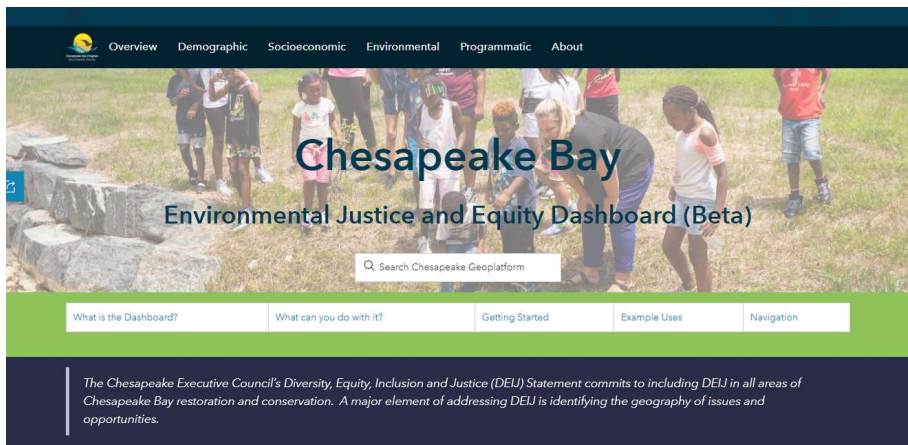 Overview Demographic Socioeconomic Environmental Programmatic About
Chesapeake Bay
Environmental Justice and Equity Dashboard (Beta)
Search Chesapeake Geoplatform
What is the Dashboard? What can you do with it? Getting Started Example Uses Navigation
The Chesapeake Executive Council's Diversity, Equity, Inclusion and Justice (DEIJ) Statement commits to including DEIJ in all areas of
Chesapeake Bay restoration and conservation. A major element of addressing DEIJ is identifying the geography of issues and
opportunities.